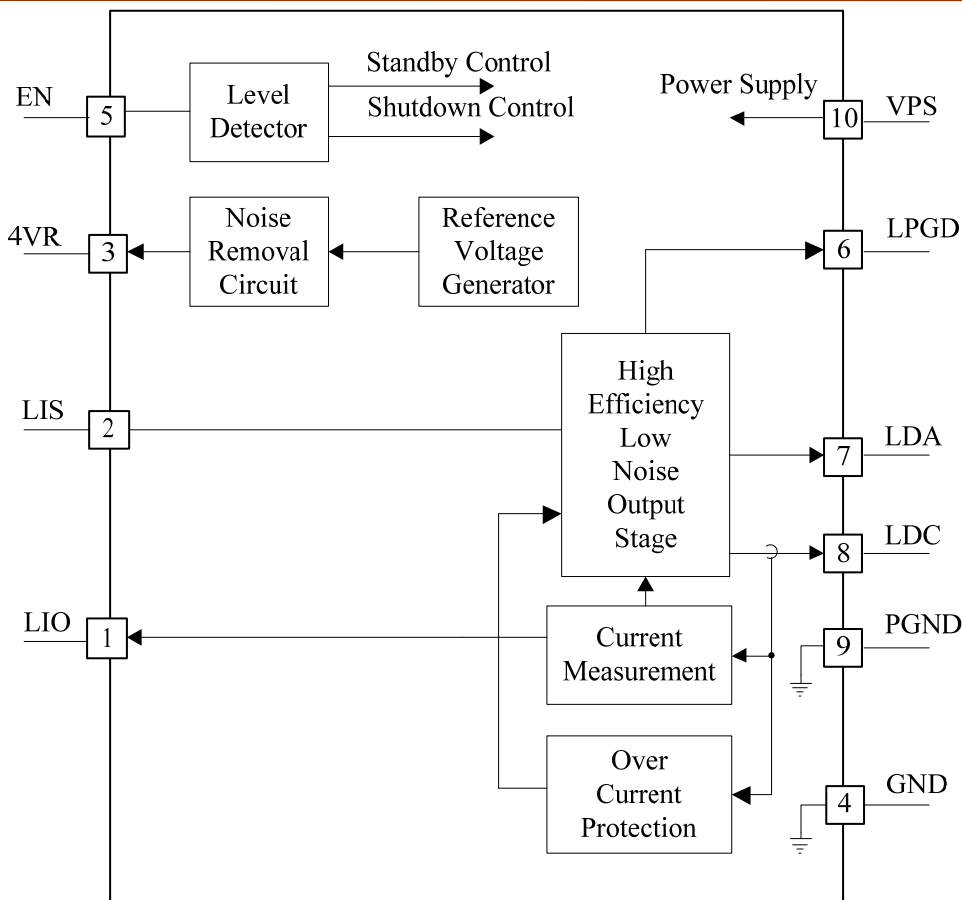 Standby Control
EN
5
Level
Detector
Shutdown Control
Power Supply
10
VPS
4VR
3
Noise
Removal
Circuit
Reference
Voltage
Generator
6
LPGD
LIS
2
High
Efficiency
Low
Noise
Output
Stage
7
LDA
8
LDC
LIO
1
Current
Measurement
9
PGND
Over
Current
Protection
4
GND